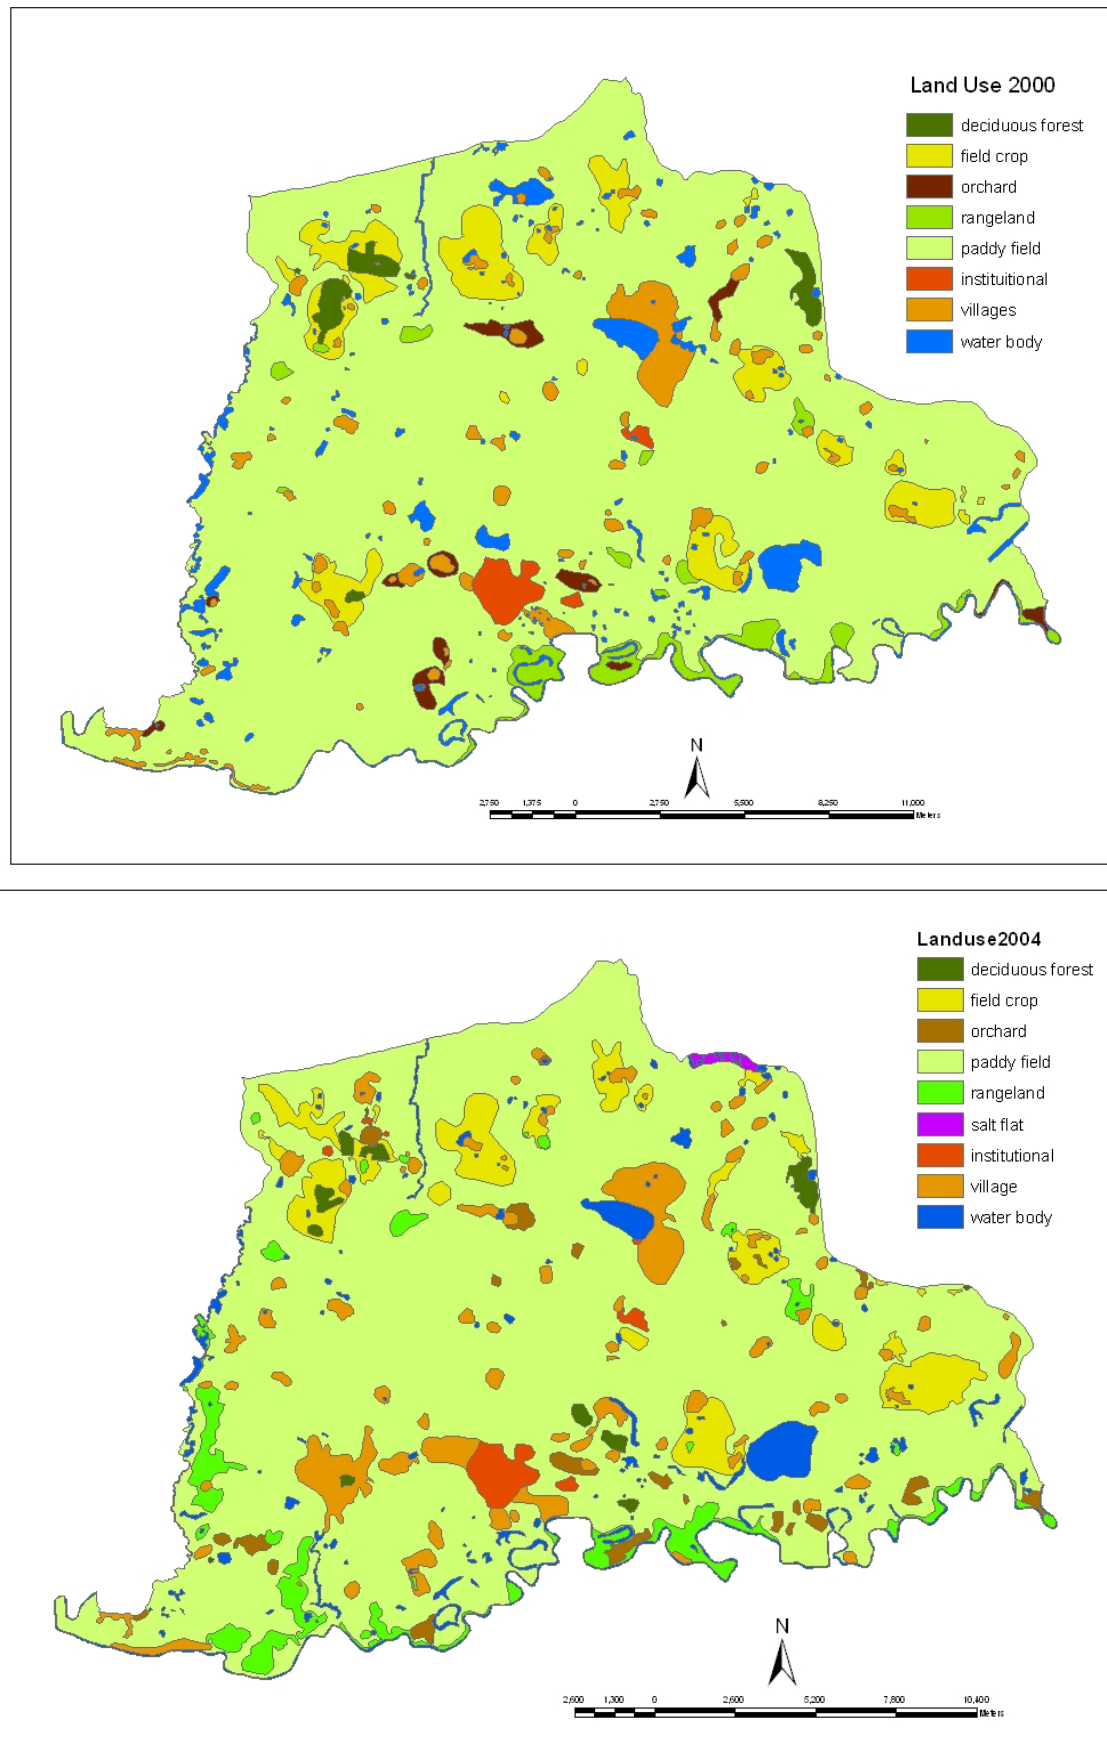 Land Use 2000
deciduous forest
field crop
orchard
rangeland
paddy field
instituitional
villages
water body
N
2,750 1,375 0 2,750 5,500 8,250 11,000
Meters
Landuse2004
deciduous forest
field crop
orchard
paddy field
rangeland
salt flat
institutional
village
water body
N
2,600 1,300 0 2,600 5,200 7,800 10,400
Meters